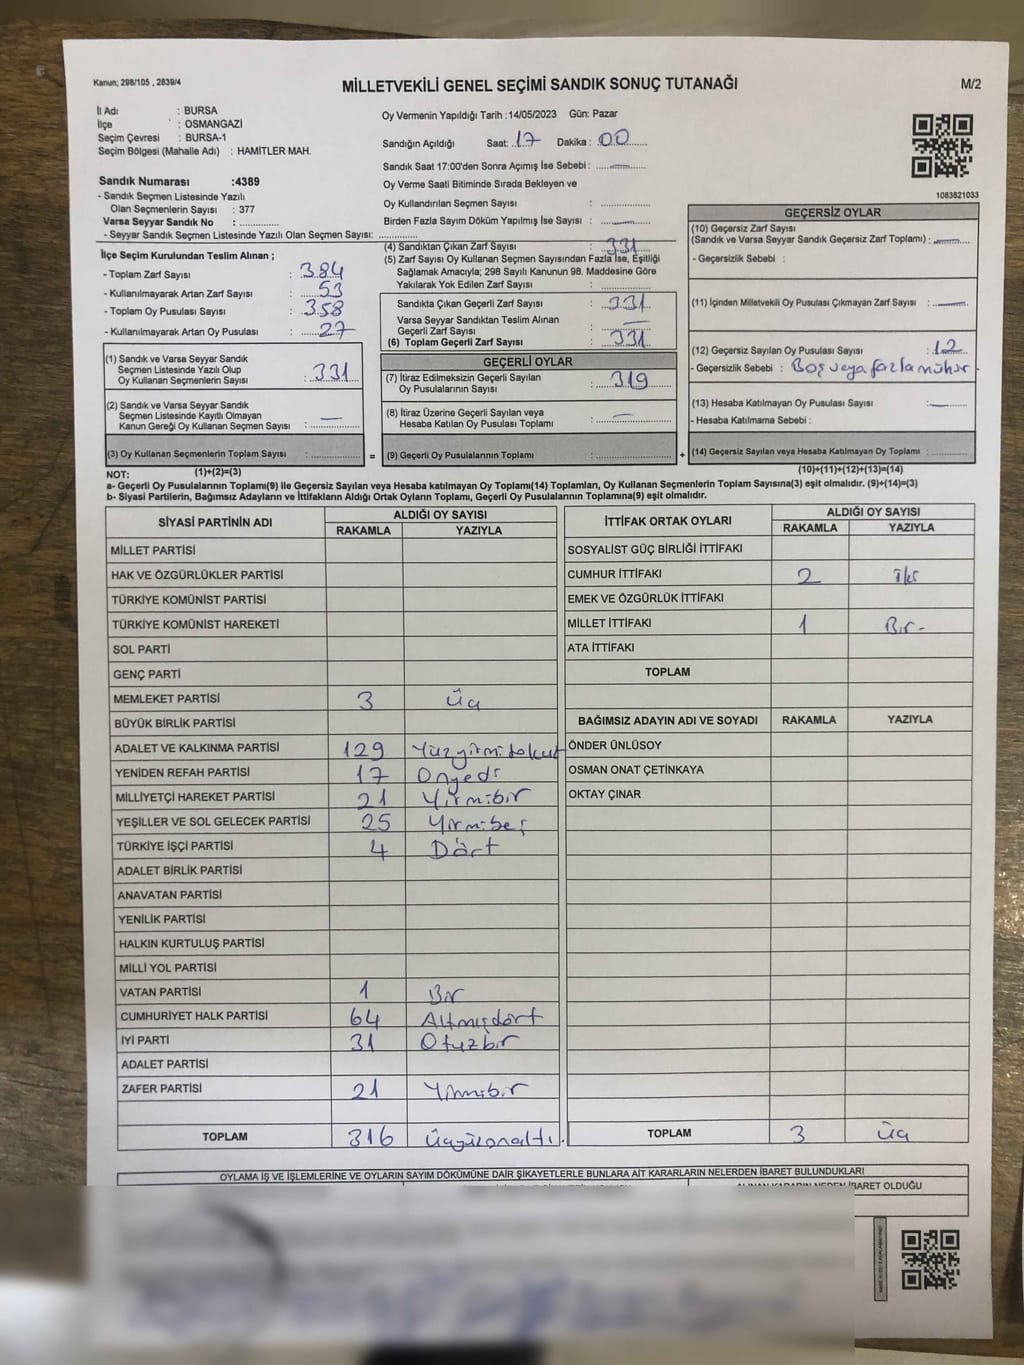 Kanun; 298/105 , 2839/4
MİLLETVEKİLİ GENEL SEÇİMİ SANDIK SONUÇ TUTANAĞI
M/2
İl Adı : BURSA
İlçe : OSMANGAZİ
Seçim Çevresi : BURSA-1
Seçim Bölgesi (Mahalle Adı) : HAMİTLER MAH.
Sandık Numarası :4389
- Sandık Seçmen Listesinde Yazılı
Olan Seçmenlerin Sayısı : 377
Varsa Seyyar Sandık No :
- Seyyar Sandık Seçmen Listesinde Yazılı Olan Seçmen Sayısı:
İlçe Seçim Kurulundan Teslim Alınan ;
- Toplam Zarf Sayısı : 384
- Kullanılmayarak Artan Zarf Sayısı : 53
- Toplam Oy Pusulası Sayısı : 358
- Kullanılmayarak Artan Oy Pusulası : 27
(1) Sandık ve Varsa Seyyar Sandık
Seçmen Listesinde Yazılı Olup
Oy Kullanan Seçmenlerin Sayısı : 331
(2) Sandık ve Varsa Seyyar Sandık
Seçmen Listesinde Kayıtlı Olmayan
Kanun Gereği Oy Kullanan Seçmen Sayısı : —
(3) Oy Kullanan Seçmenlerin Toplam Sayısı :
Oy Vermenin Yapıldığı Tarih :14/05/2023 Gün: Pazar
Sandığın Açıldığı Saat: 17 Dakika : 00
Sandık Saat 17:00'den Sonra Açımış İse Sebebi : —
Oy Verme Saati Bitiminde Sırada Bekleyen ve
Oy Kullandırılan Seçmen Sayısı :
Birden Fazla Sayım Döküm Yapılmış İse Sayısı : —
(4) Sandıktan Çıkan Zarf Sayısı : 331
(5) Zarf Sayısı Oy Kullanan Seçmen Sayısından Fazla İse, Eşitliği
Sağlamak Amacıyla; 298 Sayılı Kanunun 98. Maddesine Göre
Yakılarak Yok Edilen Zarf Sayısı :
Sandıkta Çıkan Geçerli Zarf Sayısı : 331
Varsa Seyyar Sandıktan Teslim Alınan
Geçerli Zarf Sayısı : —
(6) Toplam Geçerli Zarf Sayısı : 331
GEÇERLİ OYLAR
(7) İtiraz Edilmeksizin Geçerli Sayılan
Oy Pusulalarının Sayısı : 319
(8) İtiraz Üzerine Geçerli Sayılan veya
Hesaba Katılan Oy Pusulası Toplamı : —
= (9) Geçerli Oy Pusulalarının Toplamı :
1083821033
GEÇERSİZ OYLAR
(10) Geçersiz Zarf Sayısı
(Sandık ve Varsa Seyyar Sandık Geçersiz Zarf Toplamı) : —
- Geçersizlik Sebebi :
(11) İçinden Milletvekili Oy Pusulası Çıkmayan Zarf Sayısı : —
(12) Geçersiz Sayılan Oy Pusulası Sayısı : 12
- Geçersizlik Sebebi : Boş veya fazla mühür
(13) Hesaba Katılmayan Oy Pusulası Sayısı : —
- Hesaba Katılmama Sebebi :
+ (14) Geçersiz Sayılan veya Hesaba Katılmayan Oy Toplamı :
NOT: (1)+(2)=(3) (10)+(11)+(12)+(13)=(14)
a- Geçerli Oy Pusulalarının Toplamı(9) ile Geçersiz Sayılan veya Hesaba katılmayan Oy Toplamı(14) Toplamları, Oy Kullanan Seçmenlerin Toplam Sayısına(3) eşit olmalıdır. (9)+(14)=(3)
b- Siyasi Partilerin, Bağımsız Adayların ve İttifakların Aldığı Ortak Oyların Toplamı, Geçerli Oy Pusulalarının Toplamına(9) eşit olmalıdır.
SİYASİ PARTİNİN ADI ALDIĞI OY SAYISI
RAKAMLA YAZIYLA
MİLLET PARTİSİ
HAK VE ÖZGÜRLÜKLER PARTİSİ
TÜRKİYE KOMÜNİST PARTİSİ
TÜRKİYE KOMÜNİST HAREKETİ
SOL PARTİ
GENÇ PARTİ
MEMLEKET PARTİSİ 3 üç
BÜYÜK BİRLİK PARTİSİ
ADALET VE KALKINMA PARTİSİ 129 Yüzyirmidokuz
YENİDEN REFAH PARTİSİ 17 Onyedi
MİLLİYETÇİ HAREKET PARTİSİ 21 Yirmibir
YEŞİLLER VE SOL GELECEK PARTİSİ 25 Yirmibeş
TÜRKİYE İŞÇİ PARTİSİ 4 Dört
ADALET BİRLİK PARTİSİ
ANAVATAN PARTİSİ
YENİLİK PARTİSİ
HALKIN KURTULUŞ PARTİSİ
MİLLİ YOL PARTİSİ
VATAN PARTİSİ 1 Bir
CUMHURİYET HALK PARTİSİ 64 Altmışdört
İYİ PARTİ 31 Otuzbir
ADALET PARTİSİ
ZAFER PARTİSİ 21 Yirmibir
TOPLAM 316 üçyüzonaltı.
İTTİFAK ORTAK OYLARI ALDIĞI OY SAYISI
RAKAMLA YAZIYLA
SOSYALİST GÜÇ BİRLİĞİ İTTİFAKI
CUMHUR İTTİFAKI 2 İki
EMEK VE ÖZGÜRLÜK İTTİFAKI
MİLLET İTTİFAKI 1 Bir-
ATA İTTİFAKI
TOPLAM
BAĞIMSIZ ADAYIN ADI VE SOYADI RAKAMLA YAZIYLA
ÖNDER ÜNLÜSOY
OSMAN ONAT ÇETİNKAYA
OKTAY ÇINAR
TOPLAM 3 üç
OYLAMA İŞ VE İŞLEMLERİNE VE OYLARIN SAYIM DÖKÜMÜNE DAİR ŞİKAYETLERLE BUNLARA AİT KARARLARIN NELERDEN İBARET BULUNDUKLARI
ALINAN KARARIN NEDEN İBARET OLDUĞU